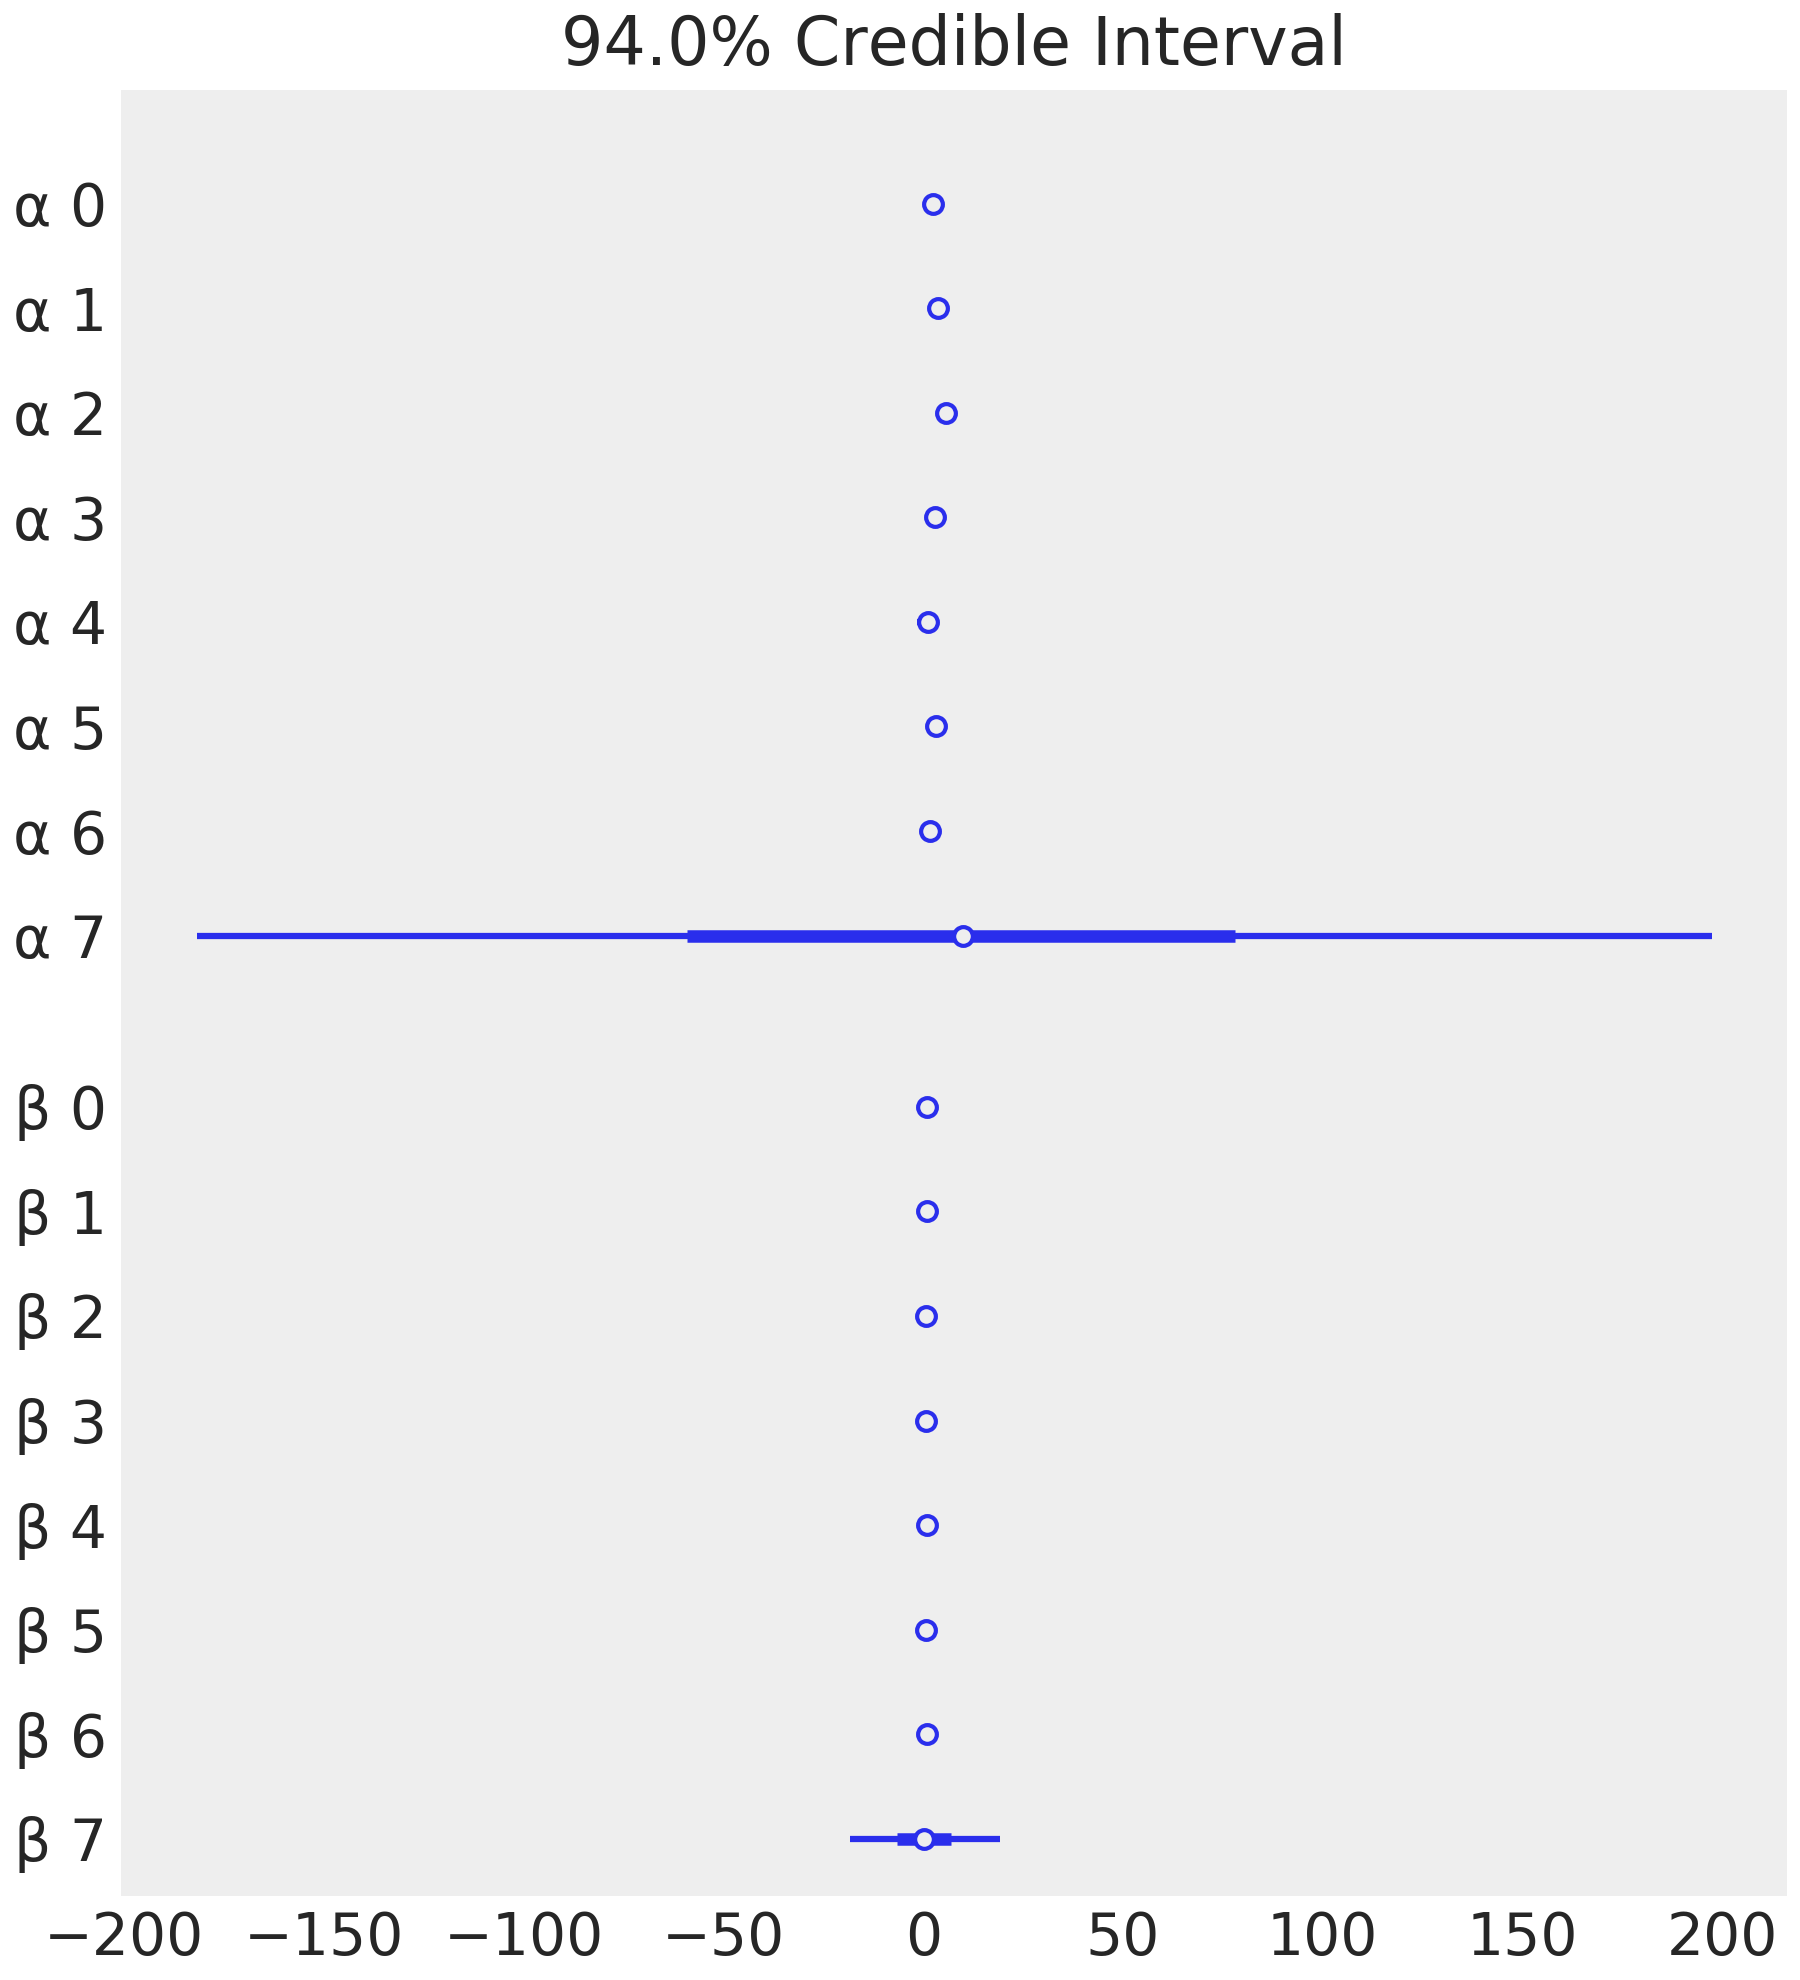 94.0% Credible Interval
α 0
α 1
α 2
α 3
α 4
α 5
α 6
α 7
β 0
β 1
β 2
β 3
β 4
β 5
β 6
β 7
−200 −150 −100 −50 0 50 100 150 200